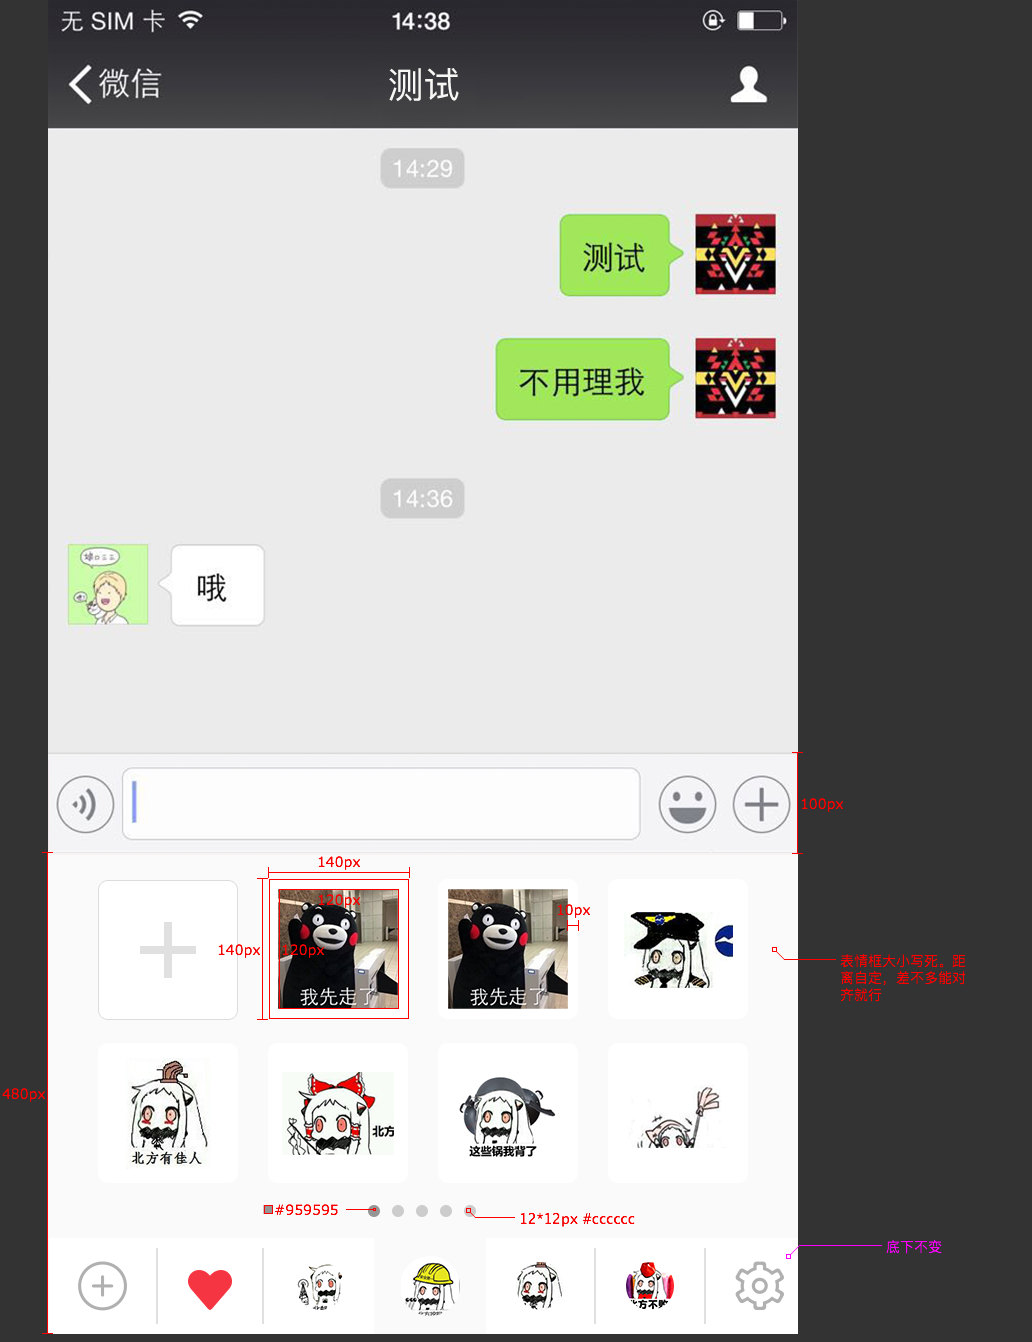 无 SIM 卡
14:38
微信
测试
14:29
测试
不用理我
14:36
哦
100px
140px
140px
120px
120px
我先走了
10px
我先走了
表情框大小写死。距
离自定，差不多能对
齐就行
480px
北方有佳人
北方
这些锅我背了
#959595
12*12px #cccccc
底下不变